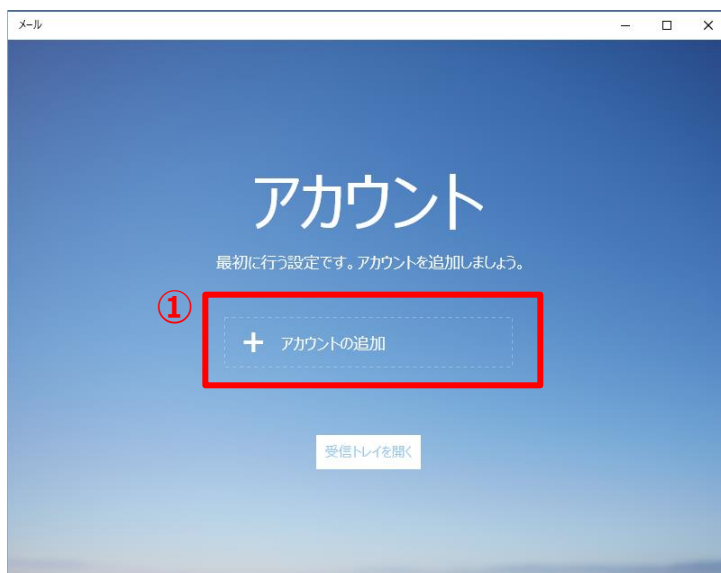 メール
アカウント
最初に行う設定です。アカウントを追加しましょう。
①
+ アカウントの追加
受信トレイを開く